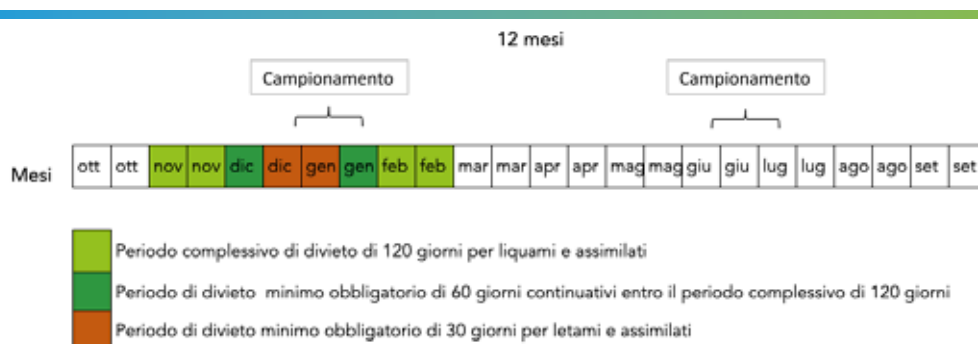 12 mesi
Campionamento Campionamento
Mesi ott ott nov nov dic dic gen gen feb feb mar mar apr apr mag mag giu giu lug lug ago ago set set
Periodo complessivo di divieto di 120 giorni per liquami e assimilati
Periodo di divieto minimo obbligatorio di 60 giorni continuativi entro il periodo complessivo di 120 giorni
Periodo di divieto minimo obbligatorio di 30 giorni per letami e assimilati